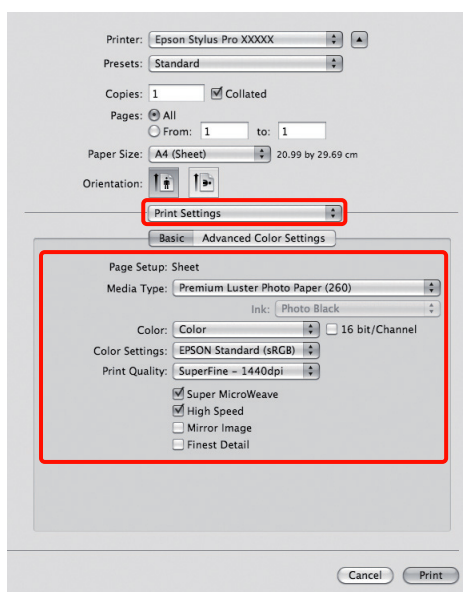 Printer: Epson Stylus Pro XXXXX
Presets: Standard
Copies: 1 Collated
Pages: All
From: 1 to: 1
Paper Size: A4 (Sheet) 20.99 by 29.69 cm
Orientation:
Print Settings
Basic Advanced Color Settings
Page Setup: Sheet
Media Type: Premium Luster Photo Paper (260)
Ink: Photo Black
Color: Color 16 bit/Channel
Color Settings: EPSON Standard (sRGB)
Print Quality: SuperFine – 1440dpi
Super MicroWeave
High Speed
Mirror Image
Finest Detail
Cancel Print